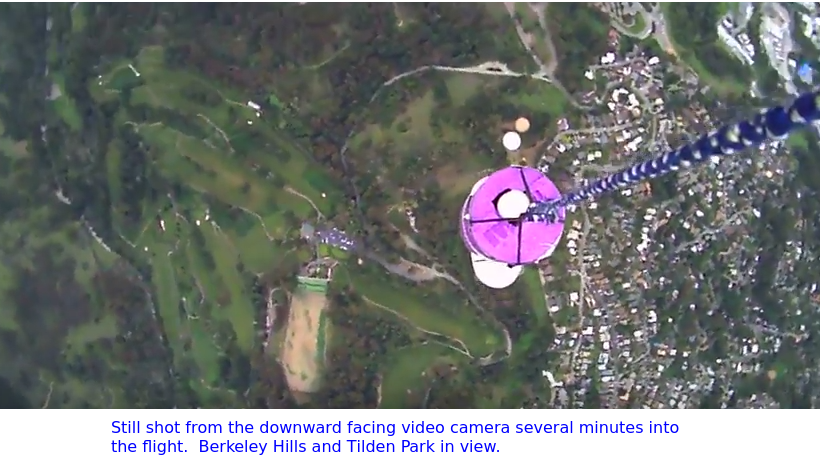 Still shot from the downward facing video camera several minutes into
the flight.  Berkeley Hills and Tilden Park in view.